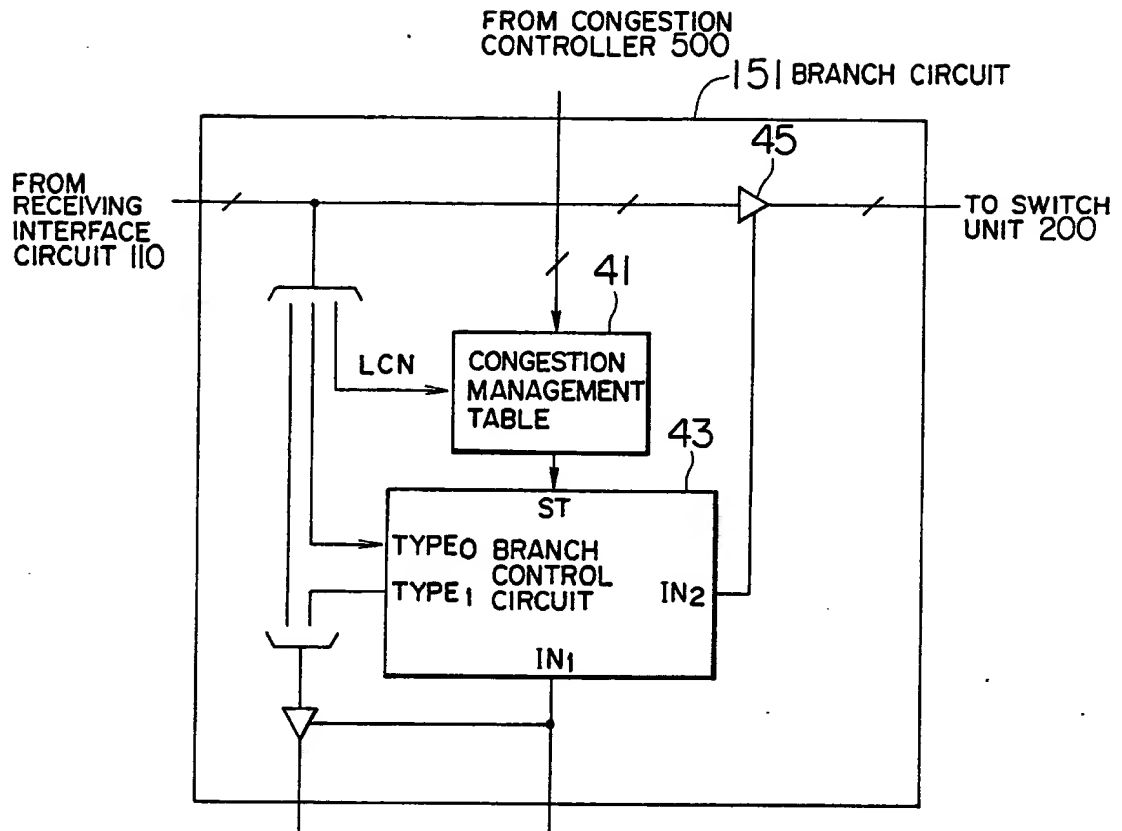 FROM CONGESTION
CONTROLLER 500
151 BRANCH CIRCUIT
45
FROM
RECEIVING
INTERFACE
CIRCUIT 110
TO SWITCH
UNIT 200
41
LCN
CONGESTION
MANAGEMENT
TABLE
43
ST
TYPE0 BRANCH
CONTROL
TYPE1
CIRCUIT
IN2
IN1